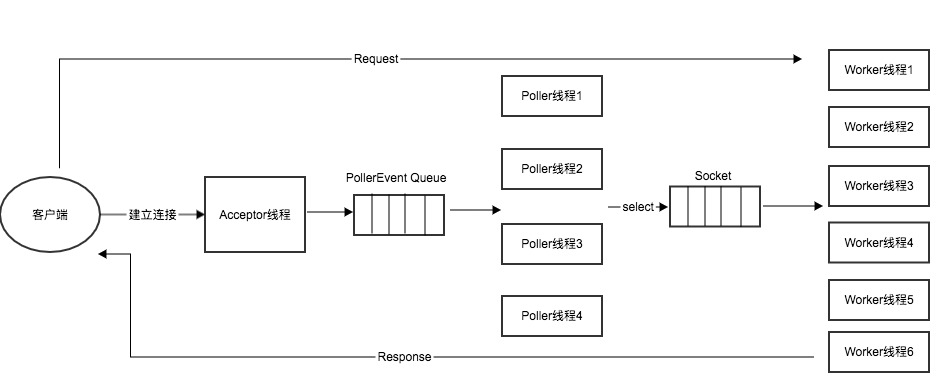 Request
Worker线程1
Poller线程1
Worker线程2
Poller线程2
PollerEvent Queue
Socket
Worker线程3
客户端
建立连接
Acceptor线程
select
Poller线程3
Worker线程4
Worker线程5
Poller线程4
Response
Worker线程6